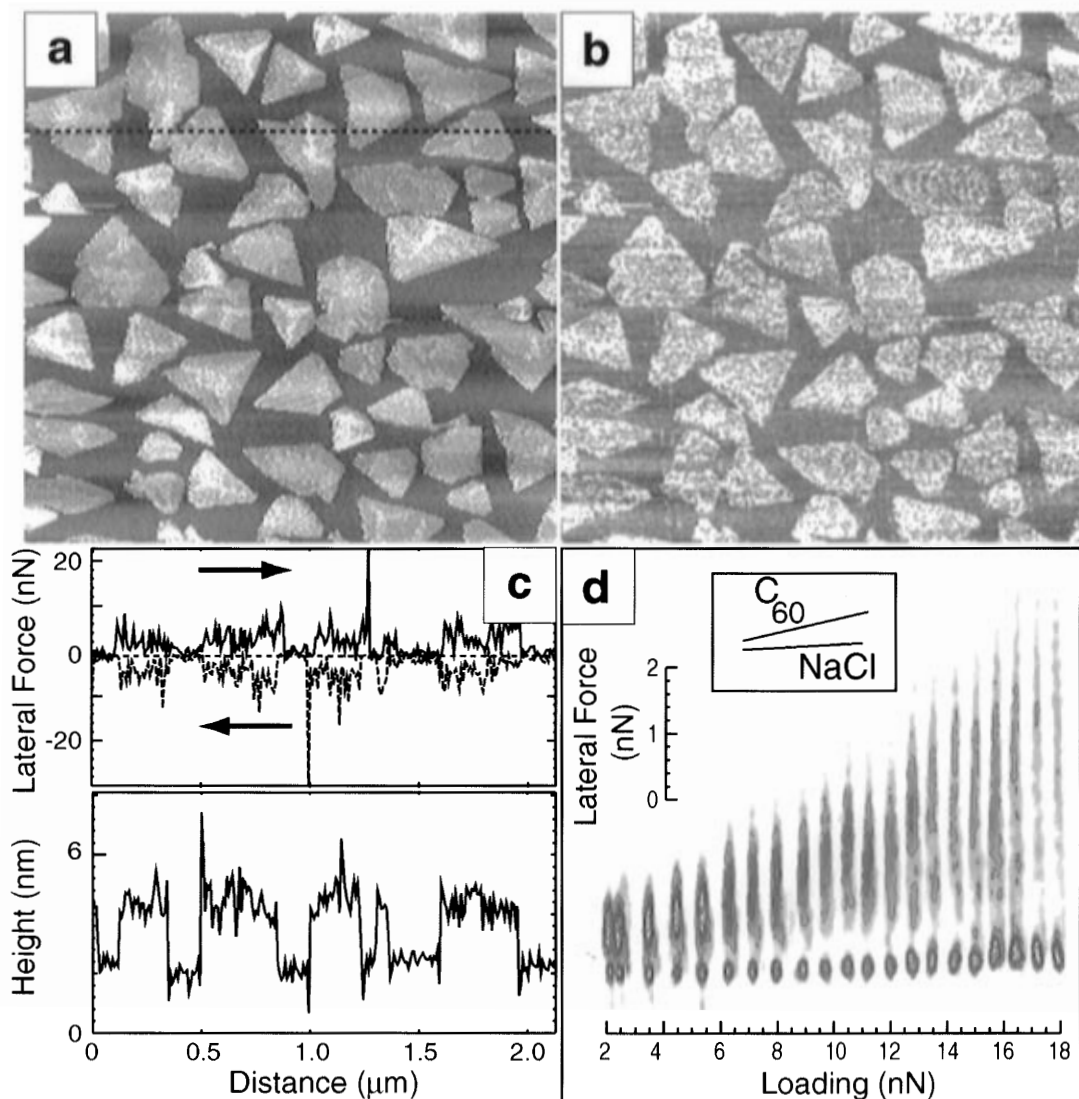 a
b
c
20
0
-20
Lateral Force (nN)
6
0
Height (nm)
0
0.5
1.0
1.5
2.0
Distance (μm)
d
C60
NaCl
2
1
0
Lateral Force
(nN)
2
4
6
8
10
12
14
16
18
Loading (nN)